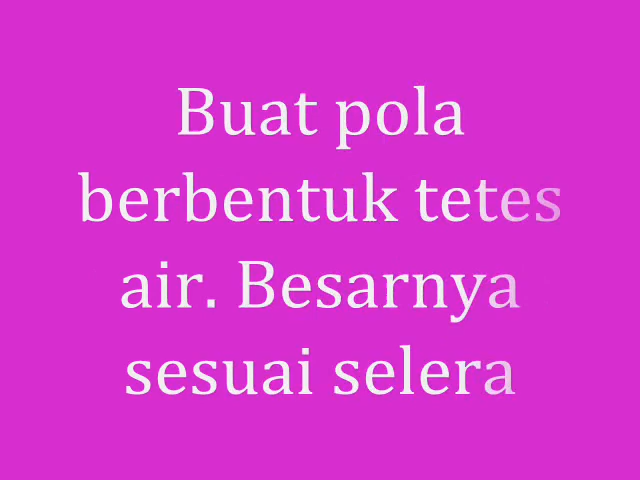 Buat pola
berbentuk tetes
air. Besarnya
sesuai selera